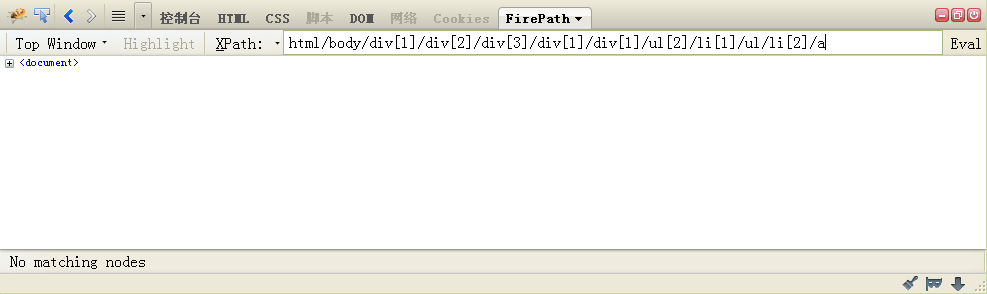 控制台 HTML CSS 脚本 DOM 网络 Cookies FirePath
Top Window Highlight XPath: html/body/div[1]/div[2]/div[3]/div[1]/div[1]/ul[2]/li[1]/ul/li[2]/a Eval
<document>
No matching nodes